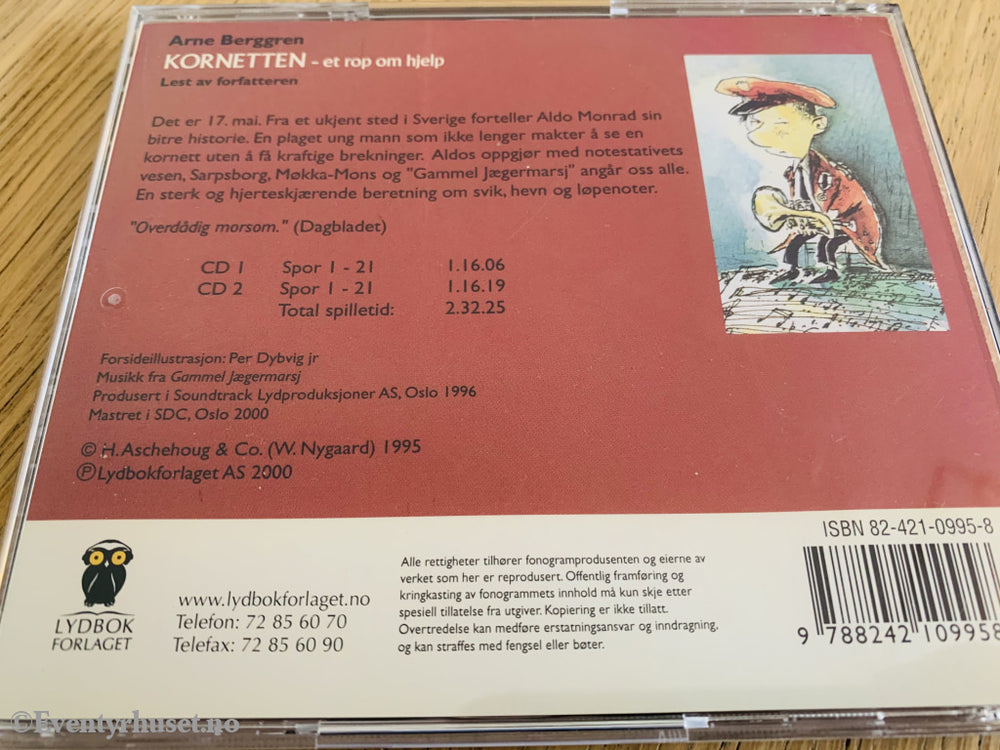 Arne Berggren
KORNETTEN - et rop om hjelp
Lest av forfatteren
Det er 17. mai. Fra et ukjent sted i Sverige forteller Aldo Monrad sin
bitre historie. En plaget ung mann som ikke lenger makter å se en
kornett uten å få kraftige brekninger. Aldos oppgjør med notestativets
vesen, Sarpsborg, Møkka-Mons og "Gammel Jægermarsj" angår oss alle.
En sterk og hjerteskjærende beretning om svik, hevn og løpenoter.
"Overdådig morsom." (Dagbladet)
CD 1 Spor 1 - 21 1.16.06
CD 2 Spor 1 - 21 1.16.19
Total spilletid: 2.32.25
Forsideillustrasjon: Per Dybvig jr
Musikk fra Gammel Jægermarsj
Produsert i Soundtrack Lydproduksjoner AS, Oslo 1996
Mastret i SDC, Oslo 2000
© H. Aschehoug & Co. (W. Nygaard) 1995
℗ Lydbokforlaget AS 2000
LYDBOK
FORLAGET
www.lydbokforlaget.no
Telefon: 72 85 60 70
Telefax: 72 85 60 90
Alle rettigheter tilhører fonogramprodusenten og eierne av
verket som her er reprodusert. Offentlig framføring og
kringkasting av fonogrammets innhold må kun skje etter
spesiell tillatelse fra utgiver. Kopiering er ikke tillatt.
Overtredelse kan medføre erstatningsansvar og inndragning,
og kan straffes med fengsel eller bøter.
ISBN 82-421-0995-8
9 788242 109958
©Eventyrhuset.no